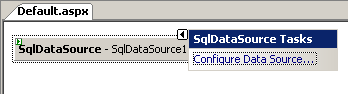 Default.aspx
SqlDataSource - SqlDataSource1
SqlDataSource Tasks
Configure Data Source...